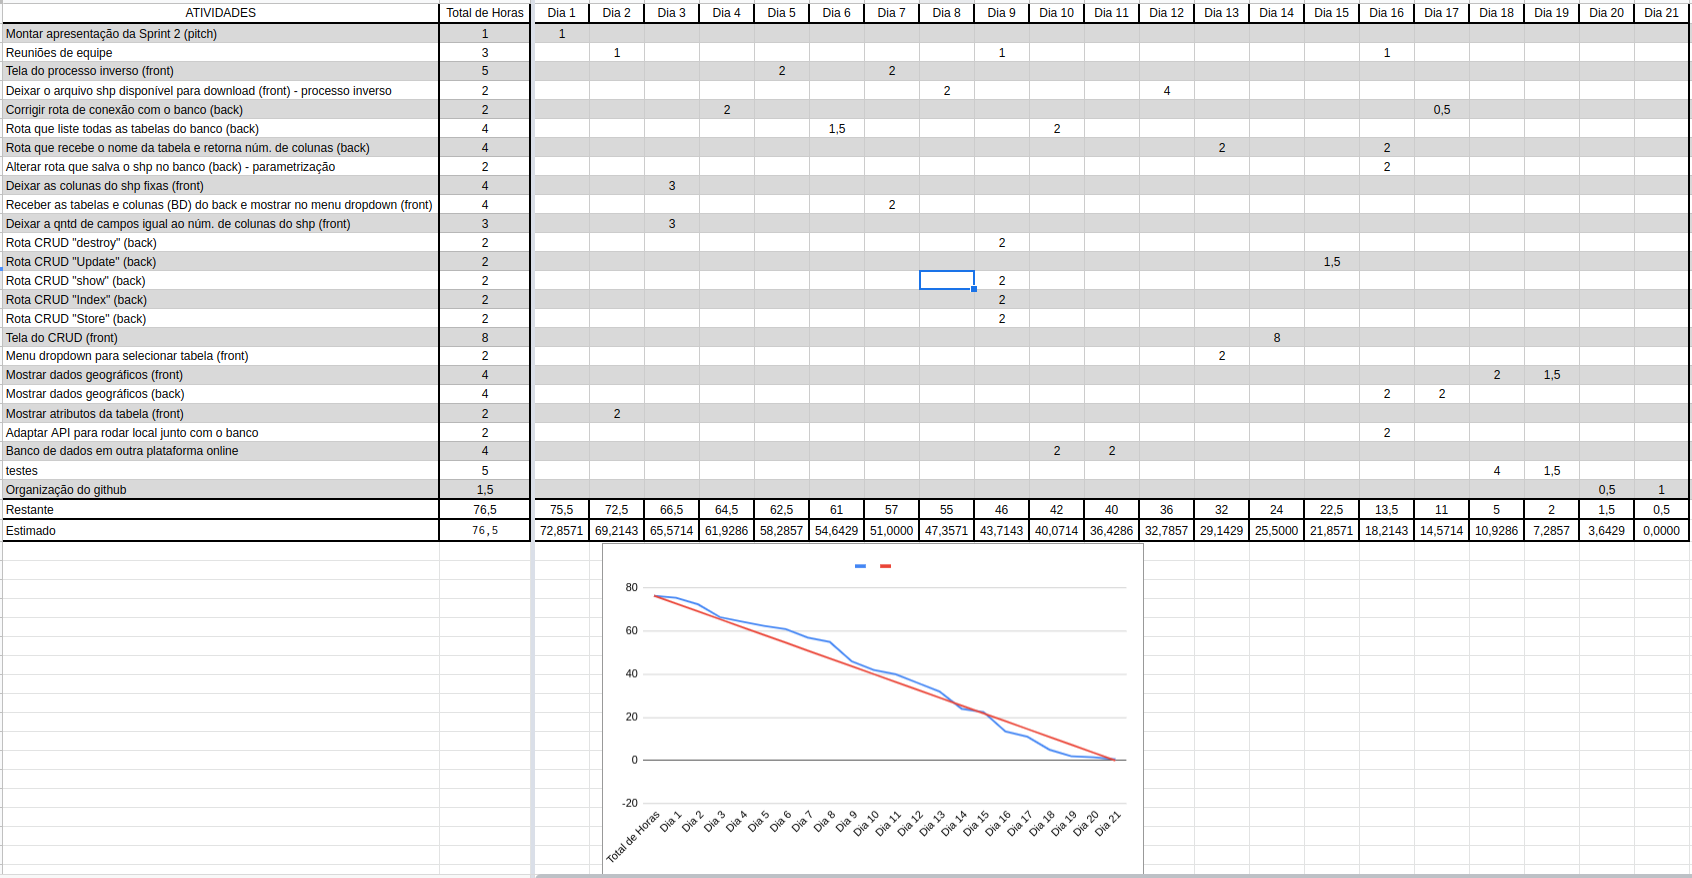 ATIVIDADES Total de Horas Dia 1 Dia 2 Dia 3 Dia 4 Dia 5 Dia 6 Dia 7 Dia 8 Dia 9 Dia 10 Dia 11 Dia 12 Dia 13 Dia 14 Dia 15 Dia 16 Dia 17 Dia 18 Dia 19 Dia 20 Dia 21
Montar apresentação da Sprint 2 (pitch) 1 1
Reuniões de equipe 3 1 1 1
Tela do processo inverso (front) 5 2 2
Deixar o arquivo shp disponível para download (front) - processo inverso 2 2 4
Corrigir rota de conexão com o banco (back) 2 2 0,5
Rota que liste todas as tabelas do banco (back) 4 1,5 2
Rota que recebe o nome da tabela e retorna núm. de colunas (back) 4 2 2
Alterar rota que salva o shp no banco (back) - parametrização 2 2
Deixar as colunas do shp fixas (front) 4 3
Receber as tabelas e colunas (BD) do back e mostrar no menu dropdown (front) 4 2
Deixar a qntd de campos igual ao núm. de colunas do shp (front) 3 3
Rota CRUD "destroy" (back) 2 2
Rota CRUD "Update" (back) 2 1,5
Rota CRUD "show" (back) 2 2
Rota CRUD "Index" (back) 2 2
Rota CRUD "Store" (back) 2 2
Tela do CRUD (front) 8 8
Menu dropdown para selecionar tabela (front) 2 2
Mostrar dados geográficos (front) 4 2 1,5
Mostrar dados geográficos (back) 4 2 2
Mostrar atributos da tabela (front) 2 2
Adaptar API para rodar local junto com o banco 2 2
Banco de dados em outra plataforma online 4 2 2
testes 5 4 1,5
Organização do github 1,5 0,5 1
Restante 76,5 75,5 72,5 66,5 64,5 62,5 61 57 55 46 42 40 36 32 24 22,5 13,5 11 5 2 1,5 0,5
Estimado 76,5 72,8571 69,2143 65,5714 61,9286 58,2857 54,6429 51,0000 47,3571 43,7143 40,0714 36,4286 32,7857 29,1429 25,5000 21,8571 18,2143 14,5714 10,9286 7,2857 3,6429 0,0000
80
60
40
20
0
-20
Total de Horas Dia 1 Dia 2 Dia 3 Dia 4 Dia 5 Dia 6 Dia 7 Dia 8 Dia 9 Dia 10 Dia 11 Dia 12 Dia 13 Dia 14 Dia 15 Dia 16 Dia 17 Dia 18 Dia 19 Dia 20 Dia 21